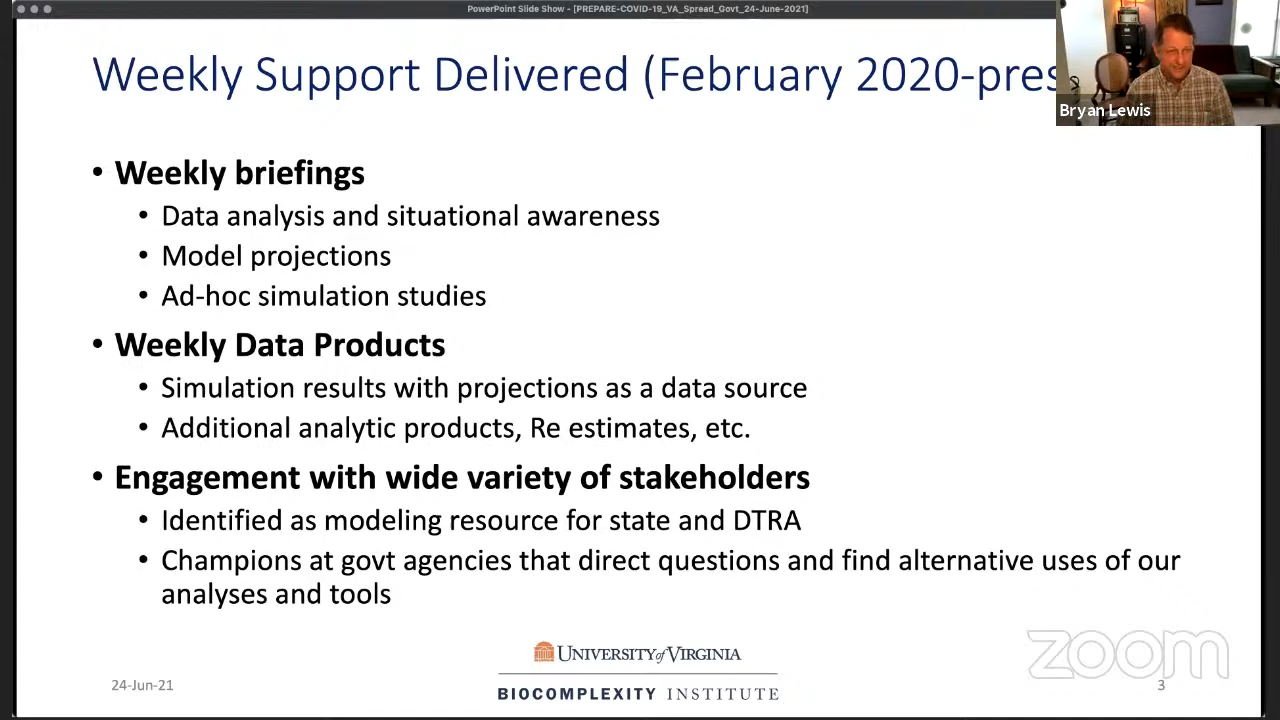 PowerPoint Slide Show - [PREPARE-COVID-19_VA_Spread_Govt_24-June-2021]
Weekly Support Delivered (February 2020-pres
Bryan Lewis
• Weekly briefings
• Data analysis and situational awareness
• Model projections
• Ad-hoc simulation studies
• Weekly Data Products
• Simulation results with projections as a data source
• Additional analytic products, Re estimates, etc.
• Engagement with wide variety of stakeholders
• Identified as modeling resource for state and DTRA
• Champions at govt agencies that direct questions and find alternative uses of our
analyses and tools
UNIVERSITY of VIRGINIA
BIOCOMPLEXITY INSTITUTE
zoom
24-Jun-21
3